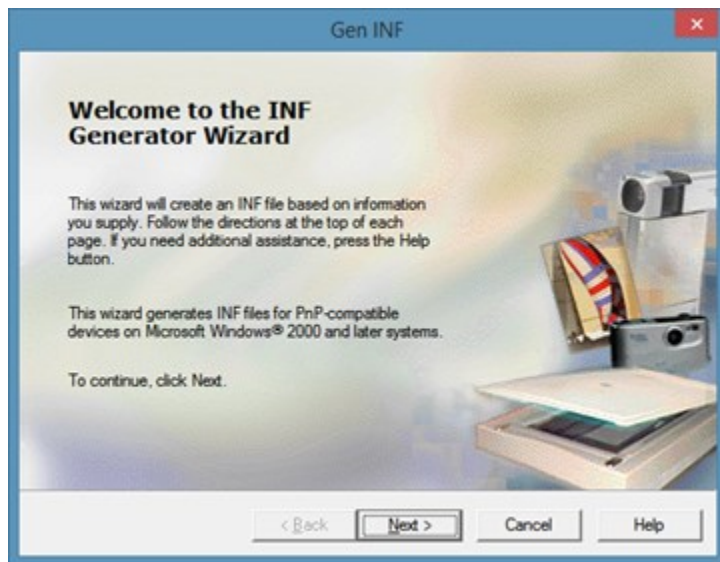 Gen INF
Welcome to the INF
Generator Wizard
This wizard will create an INF file based on information
you supply. Follow the directions at the top of each
page. If you need additional assistance, press the Help
button.
This wizard generates INF files for PnP-compatible
devices on Microsoft Windows® 2000 and later systems.
To continue, click Next.
< Back Next > Cancel Help